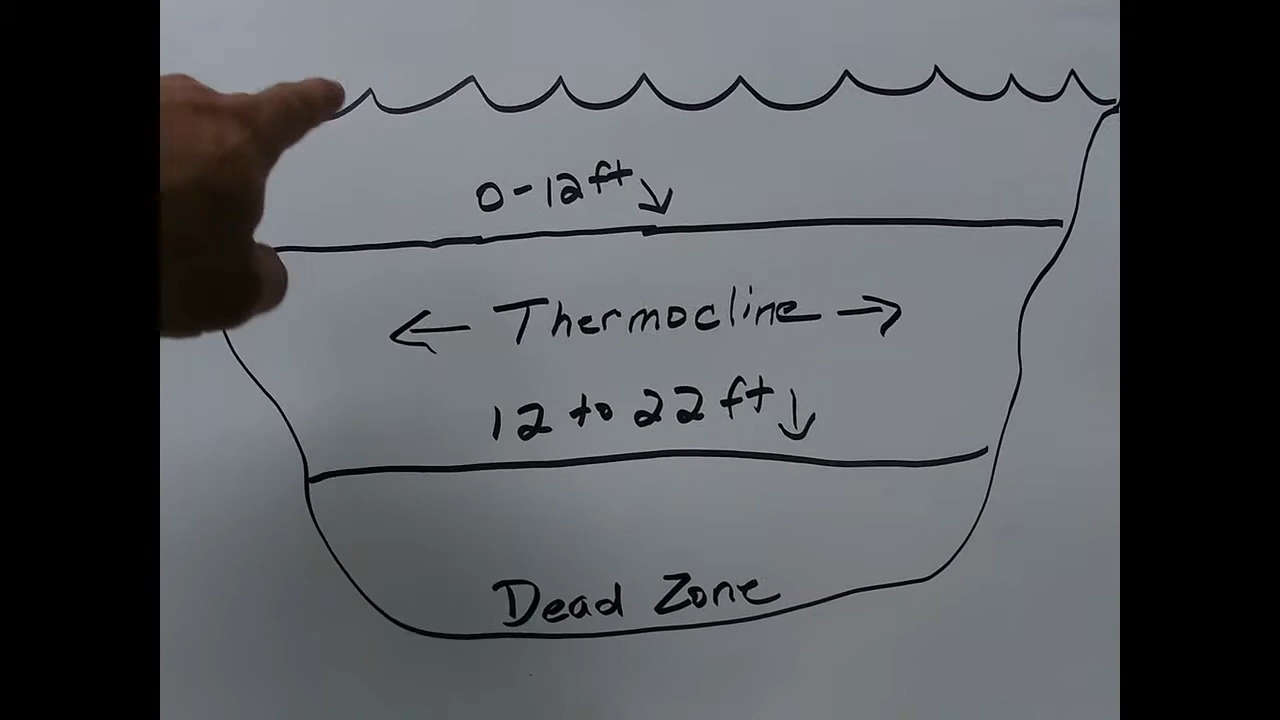 0-12ft ↓
← Thermocline →
12 to 22ft ↓
Dead Zone